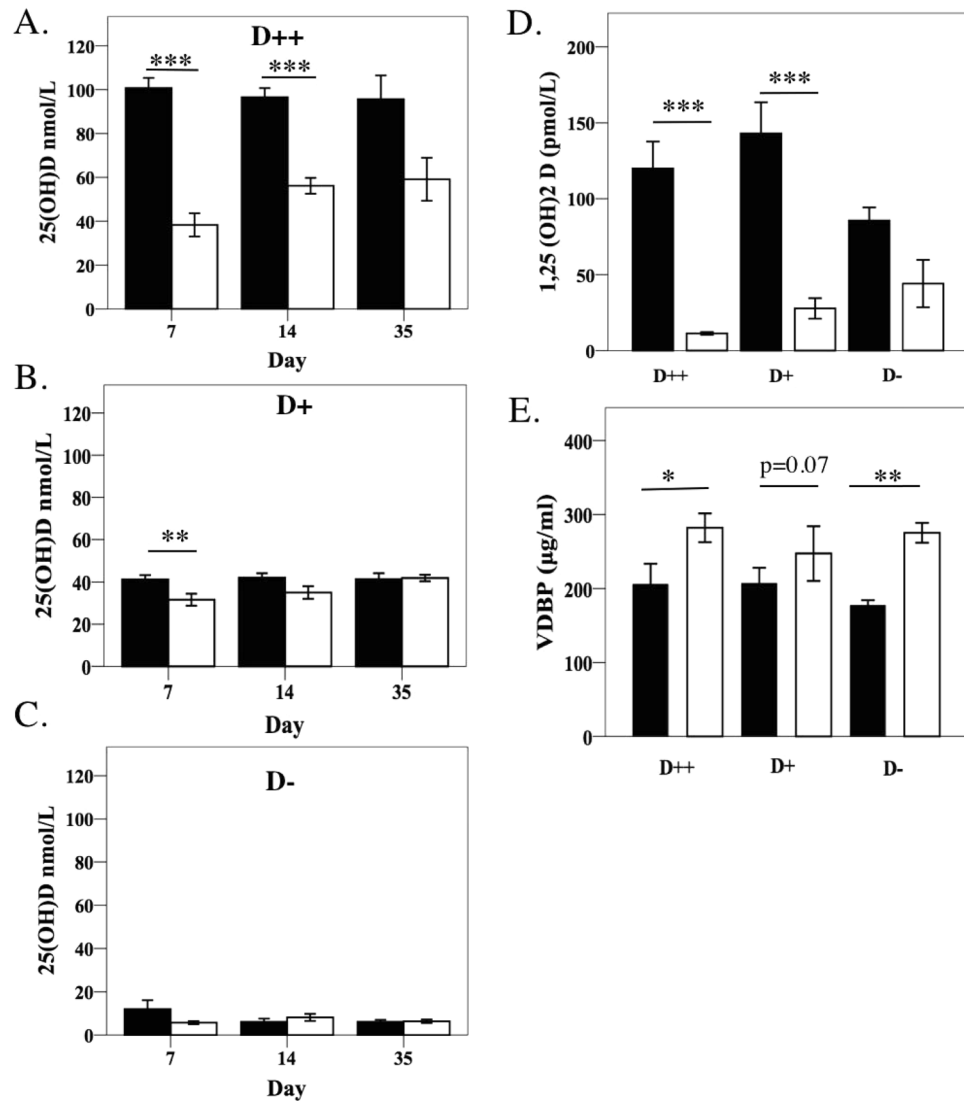 A.
D++
***
***
25(OH)D nmol/L
120
100
80
60
40
20
0
7
14
35
Day
B.
D+
**
25(OH)D nmol/L
120
100
80
60
40
20
0
7
14
35
Day
C.
D-
25(OH)D nmol/L
120
100
80
60
40
20
0
7
14
35
Day
D.
***
***
1,25 (OH)2 D (pmol/L)
200
150
100
50
0
D++
D+
D-
E.
*
p=0.07
**
VDBP (µg/ml)
400
300
200
100
0
D++
D+
D-